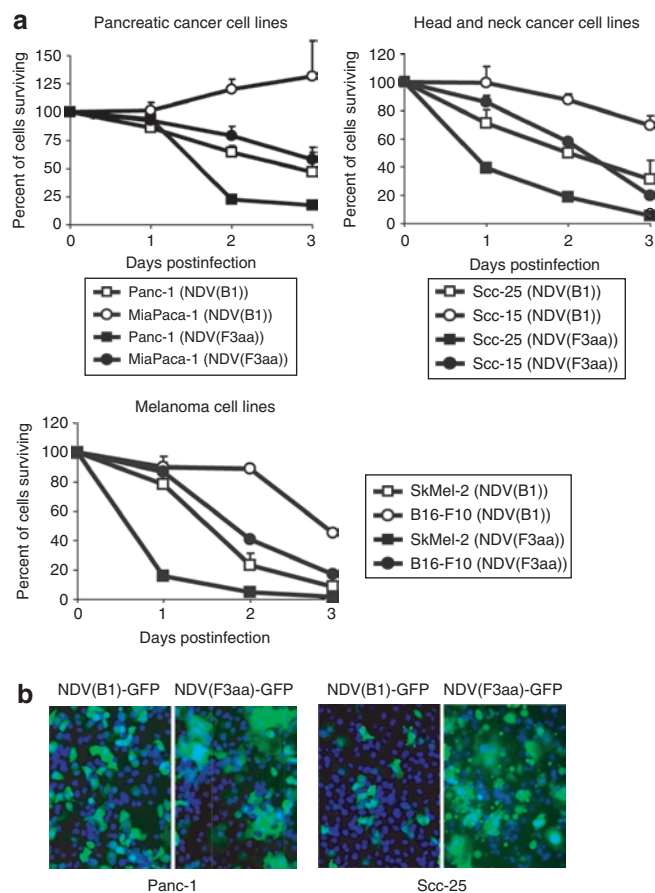 a
Pancreatic cancer cell lines
Percent of cells surviving
150
125
100
75
50
25
0
0 1 2 3
Days postinfection
Panc-1 (NDV(B1))
MiaPaca-1 (NDV(B1))
Panc-1 (NDV(F3aa))
MiaPaca-1 (NDV(F3aa))
Head and neck cancer cell lines
Percent of cells surviving
120
100
80
60
40
20
0
0 1 2 3
Days postinfection
Scc-25 (NDV(B1))
Scc-15 (NDV(B1))
Scc-25 (NDV(F3aa))
Scc-15 (NDV(F3aa))
Melanoma cell lines
Percent of cells surviving
120
100
80
60
40
20
0
0 1 2 3
Days postinfection
SkMel-2 (NDV(B1))
B16-F10 (NDV(B1))
SkMel-2 (NDV(F3aa))
B16-F10 (NDV(F3aa))
b
NDV(B1)-GFP NDV(F3aa)-GFP
Panc-1
NDV(B1)-GFP NDV(F3aa)-GFP
Scc-25